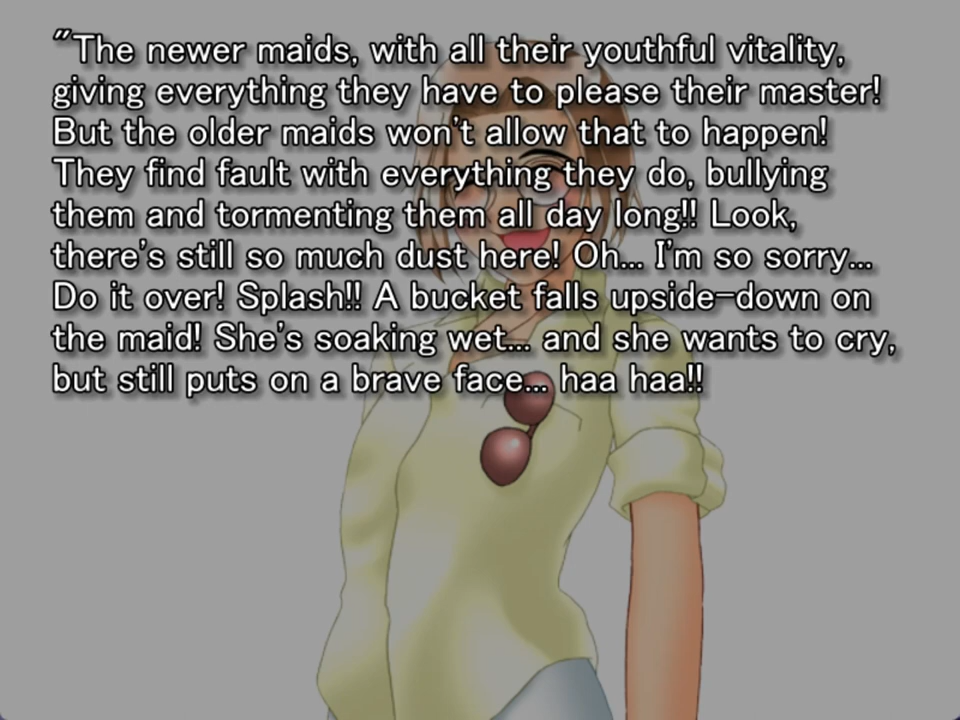 "The newer maids, with all their youthful vitality,
giving everything they have to please their master!
But the older maids won't allow that to happen!
They find fault with everything they do, bullying
them and tormenting them all day long!! Look,
there's still so much dust here! Oh... I'm so sorry...
Do it over! Splash!! A bucket falls upside-down on
the maid! She's soaking wet... and she wants to cry,
but still puts on a brave face... haa haa!!